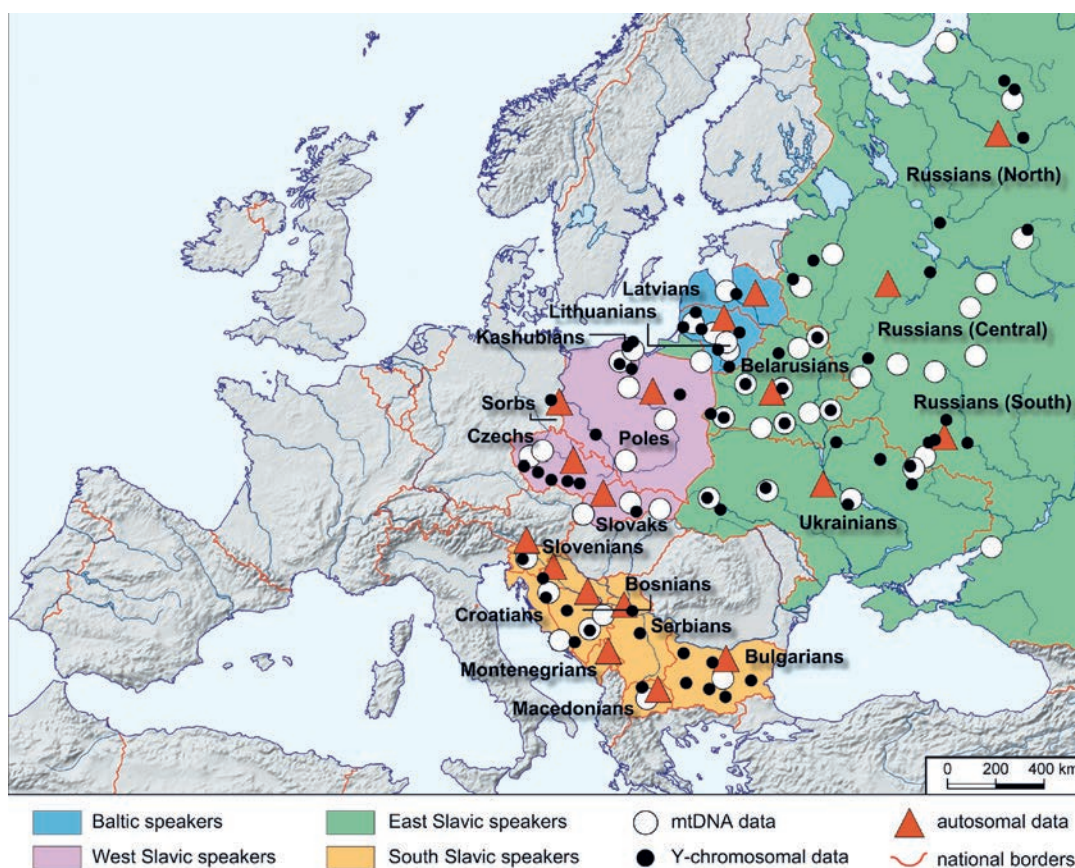 Russians (North)
Latvians
Lithuanians
Kashubians
Russians (Central)
Belarusians
Sorbs
Russians (South)
Czechs
Poles
Ukrainians
Slovaks
Slovenians
Bosnians
Croatians
Serbians
Montenegrians
Bulgarians
Macedonians
0 200 400 km
Baltic speakers
East Slavic speakers
mtDNA data
autosomal data
West Slavic speakers
South Slavic speakers
Y-chromosomal data
national borders